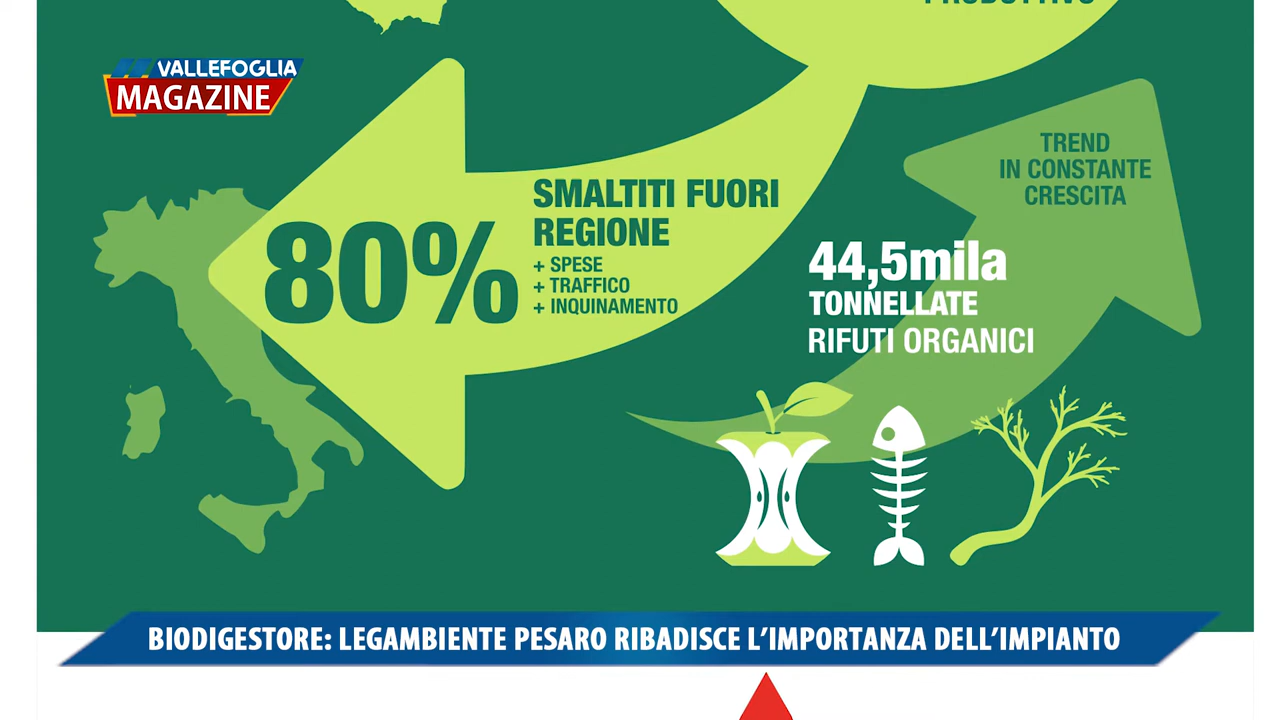 VALLEFOGLIA
MAGAZINE
TREND
IN CONSTANTE
CRESCITA
80%
SMALTITI FUORI
REGIONE
+ SPESE
+ TRAFFICO
+ INQUINAMENTO
44,5mila
TONNELLATE
RIFUTI ORGANICI
BIODIGESTORE: LEGAMBIENTE PESARO RIBADISCE L’IMPORTANZA DELL’IMPIANTO